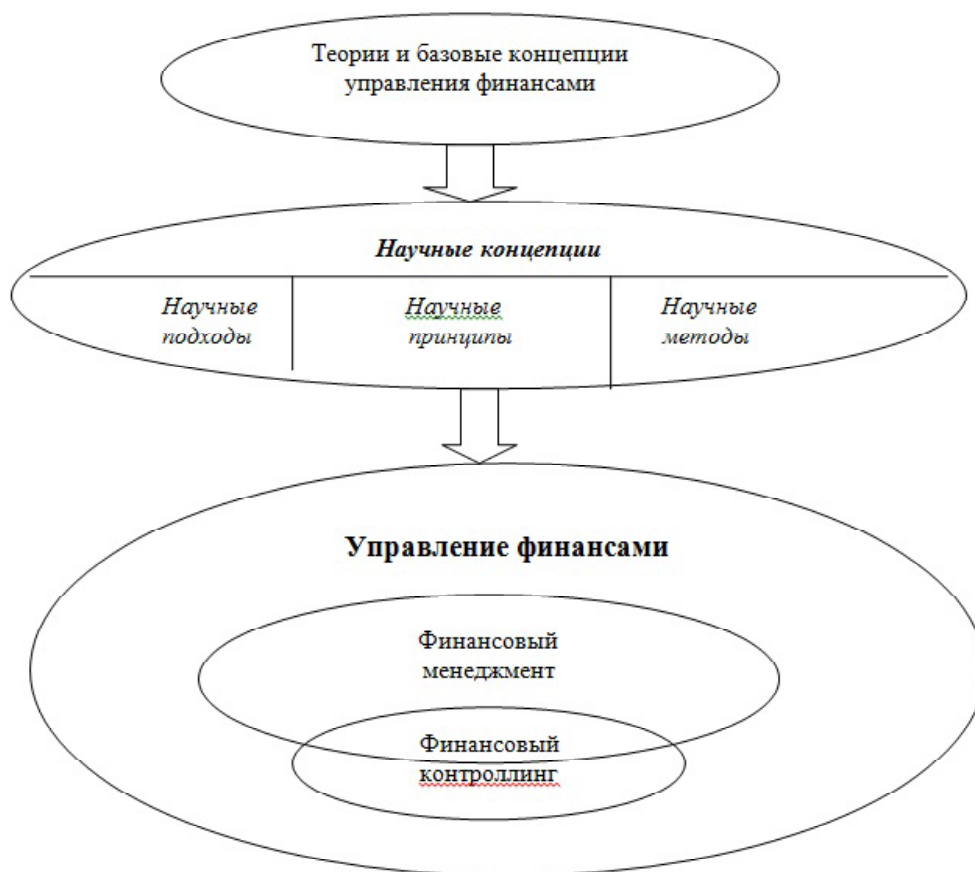 Теории и базовые концепции
управления финансами
Научные концепции
Научные
подходы
Научные
принципы
Научные
методы
Управление финансами
Финансовый
менеджмент
Финансовый
контроллинг